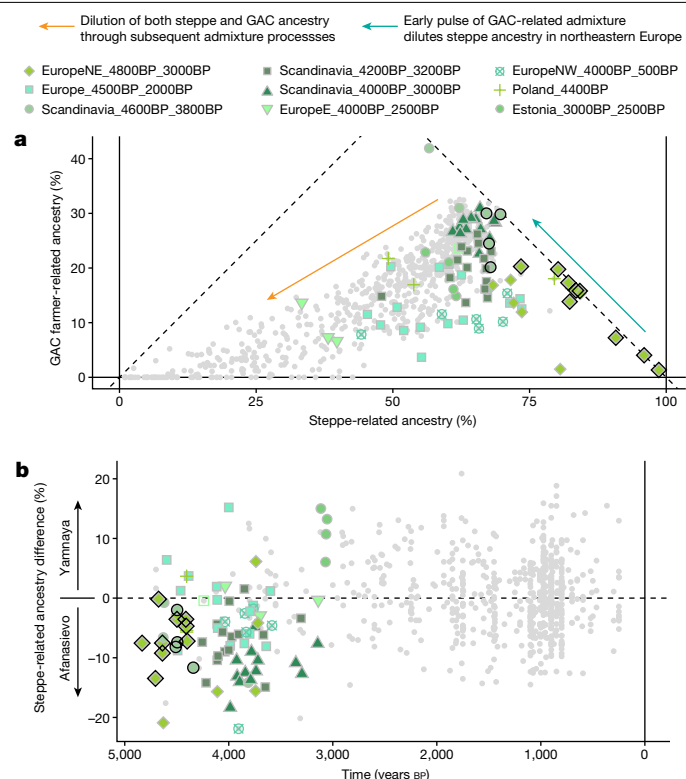 Dilution of both steppe and GAC ancestry
through subsequent admixture processses
Early pulse of GAC-related admixture
dilutes steppe ancestry in northeastern Europe
EuropeNE_4800BP_3000BP
Scandinavia_4200BP_3200BP
EuropeNW_4000BP_500BP
Europe_4500BP_2000BP
Scandinavia_4000BP_3000BP
Poland_4400BP
Scandinavia_4600BP_3800BP
EuropeE_4000BP_2500BP
Estonia_3000BP_2500BP
a
GAC farmer-related ancestry (%)
40
30
20
10
0
0 25 50 75 100
Steppe-related ancestry (%)
b
Steppe-related ancestry difference (%)
Yamnaya
Afanasievo
20
10
0
−10
−20
5,000 4,000 3,000 2,000 1,000 0
Time (years BP)